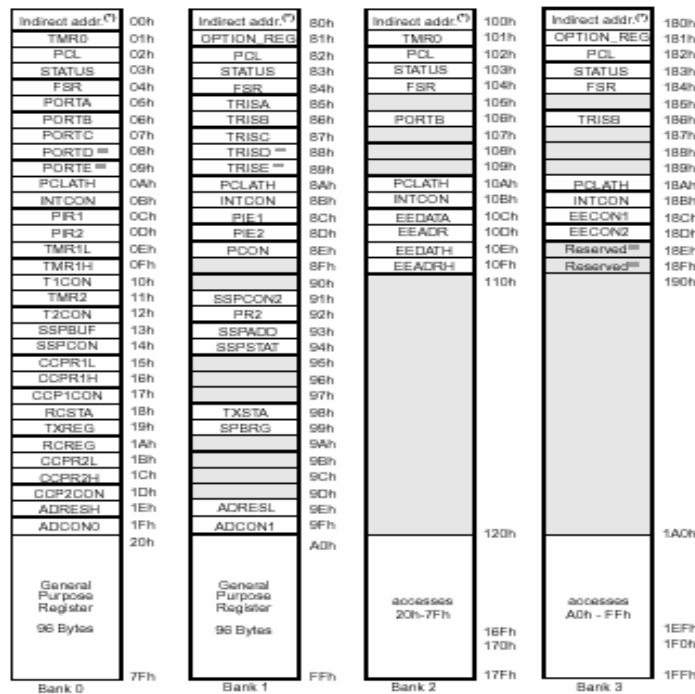 Indirect addr.(*) 00h
TMR0 01h
PCL 02h
STATUS 03h
FSR 04h
PORTA 05h
PORTB 06h
PORTC 07h
PORTD 08h
PORTE 09h
PCLATH 0Ah
INTCON 0Bh
PIR1 0Ch
PIR2 0Dh
TMR1L 0Eh
TMR1H 0Fh
T1CON 10h
TMR2 11h
T2CON 12h
SSPBUF 13h
SSPCON 14h
CCPR1L 15h
CCPR1H 16h
CCP1CON 17h
RCSTA 18h
TXREG 19h
RCREG 1Ah
CCPR2L 1Bh
CCPR2H 1Ch
CCP2CON 1Dh
ADRESH 1Eh
ADCON0 1Fh
20h
General
Purpose
Register
96 Bytes
7Fh
Bank 0
Indirect addr.(*) 80h
OPTION_REG 81h
PCL 82h
STATUS 83h
FSR 84h
TRISA 85h
TRISB 86h
TRISC 87h
TRISD 88h
TRISE 89h
PCLATH 8Ah
INTCON 8Bh
PIE1 8Ch
PIE2 8Dh
PCON 8Eh
8Fh
90h
SSPCON2 91h
PR2 92h
SSPADD 93h
SSPSTAT 94h
95h
96h
97h
TXSTA 98h
SPBRG 99h
9Ah
9Bh
9Ch
9Dh
ADRESL 9Eh
ADCON1 9Fh
A0h
General
Purpose
Register
96 Bytes
FFh
Bank 1
Indirect addr.(*) 100h
TMR0 101h
PCL 102h
STATUS 103h
FSR 104h
105h
PORTB 106h
107h
108h
109h
PCLATH 10Ah
INTCON 10Bh
EEDATA 10Ch
EEADR 10Dh
EEDATH 10Eh
EEADRH 10Fh
110h
120h
accesses
20h-7Fh
16Fh
170h
17Fh
Bank 2
Indirect addr.(*) 180h
OPTION_REG 181h
PCL 182h
STATUS 183h
FSR 184h
185h
TRISB 186h
187h
188h
189h
PCLATH 18Ah
INTCON 18Bh
EECON1 18Ch
EECON2 18Dh
Reserved 18Eh
Reserved 18Fh
190h
1A0h
accesses
A0h - FFh
1EFh
1F0h
1FFh
Bank 3